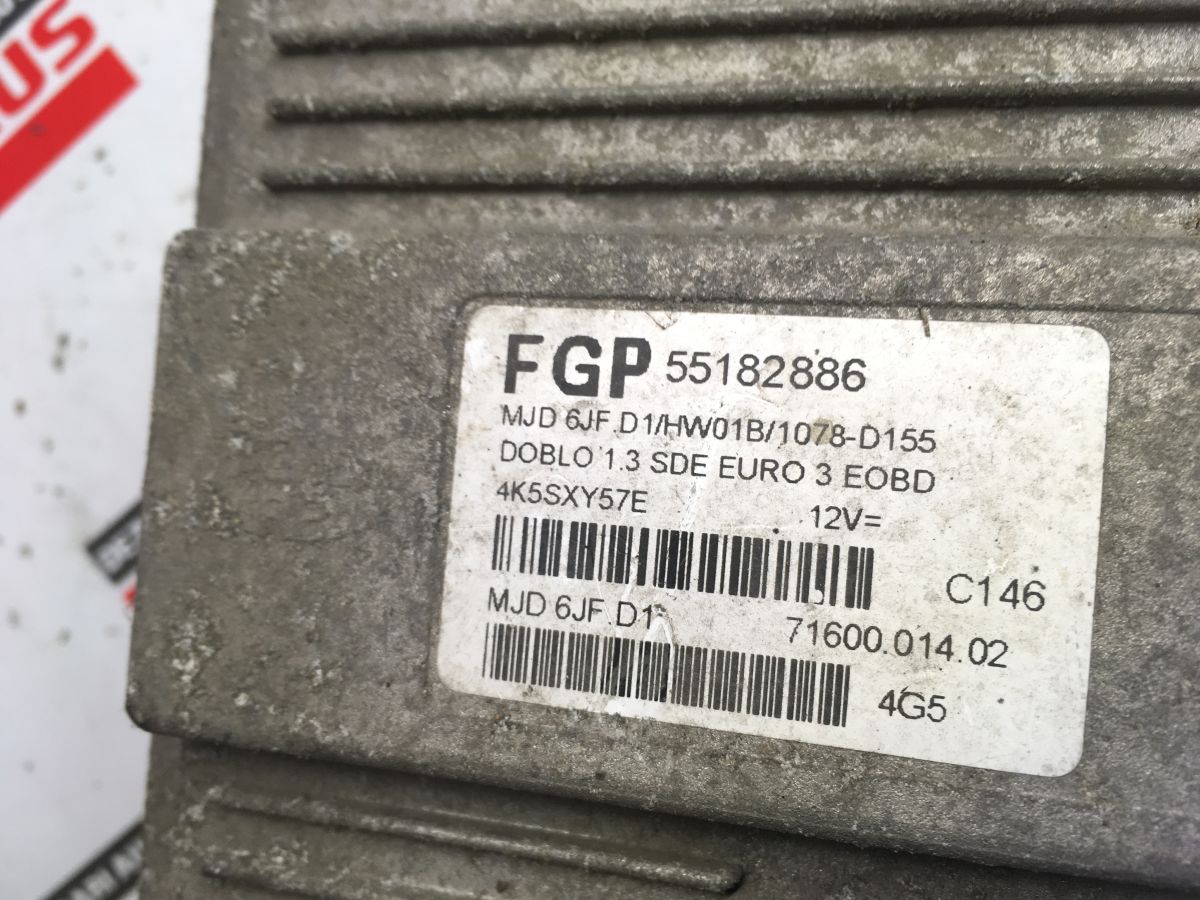 US
FGP 55182886
MJD 6JF.D1/HW01B/1078-D155
DOBLO 1.3 SDE EURO 3 EOBD
4K5SXY57E 12V=
C146
MJD 6JF.D1 71600.014.02
4G5